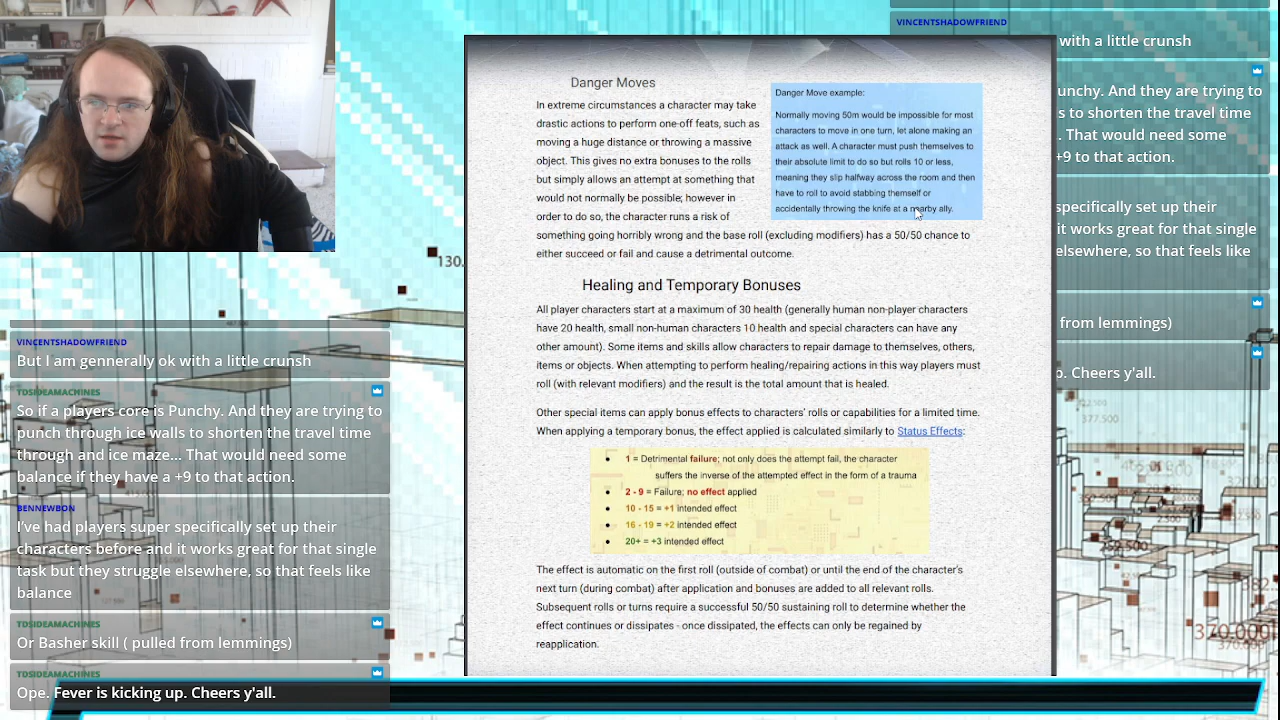 VINCENTSHADOWFRIEND
But I am gennerally ok with a little crunsh
TDSIDEAMACHINES
So if a players core is Punchy. And they are trying to
punch through ice walls to shorten the travel time
through and ice maze... That would need some
balance if they have a +9 to that action.
BENNEWBON
I've had players super specifically set up their
characters before and it works great for that single
task but they struggle elsewhere, so that feels like
balance
TDSIDEAMACHINES
Or Basher skill ( pulled from lemmings)
TDSIDEAMACHINES
Ope. Fever is kicking up. Cheers y'all.
130.
Danger Moves
In extreme circumstances a character may take
drastic actions to perform one-off feats, such as
moving a huge distance or throwing a massive
object. This gives no extra bonuses to the rolls
but simply allows an attempt at something that
would not normally be possible; however in
order to do so, the character runs a risk of
something going horribly wrong and the base roll (excluding modifiers) has a 50/50 chance to
either succeed or fail and cause a detrimental outcome.
Danger Move example:
Normally moving 50m would be impossible for most
characters to move in one turn, let alone making an
attack as well. A character must push themselves to
their absolute limit to do so but rolls 10 or less,
meaning they slip halfway across the room and then
have to roll to avoid stabbing themself or
accidentally throwing the knife at a nearby ally.
Healing and Temporary Bonuses
All player characters start at a maximum of 30 health (generally human non-player characters
have 20 health, small non-human characters 10 health and special characters can have any
other amount). Some items and skills allow characters to repair damage to themselves, others,
items or objects. When attempting to perform healing/repairing actions in this way players must
roll (with relevant modifiers) and the result is the total amount that is healed.
Other special items can apply bonus effects to characters' rolls or capabilities for a limited time.
When applying a temporary bonus, the effect applied is calculated similarly to Status Effects:
● 1 = Detrimental failure; not only does the attempt fail, the character
suffers the inverse of the attempted effect in the form of a trauma
● 2 - 9 = Failure; no effect applied
● 10 - 15 = +1 intended effect
● 16 - 19 = +2 intended effect
● 20+ = +3 intended effect
The effect is automatic on the first roll (outside of combat) or until the end of the character's
next turn (during combat) after application and bonuses are added to all relevant rolls.
Subsequent rolls or turns require a successful 50/50 sustaining roll to determine whether the
effect continues or dissipates - once dissipated, the effects can only be regained by
reapplication.
VINCENTSHADOWFRIEND
with a little crunsh
unchy. And they are trying to
s to shorten the travel time
. That would need some
+9 to that action.
specifically set up their
it works great for that single
elsewhere, so that feels like
from lemmings)
o. Cheers y'all.
377.500
370.000
370.000